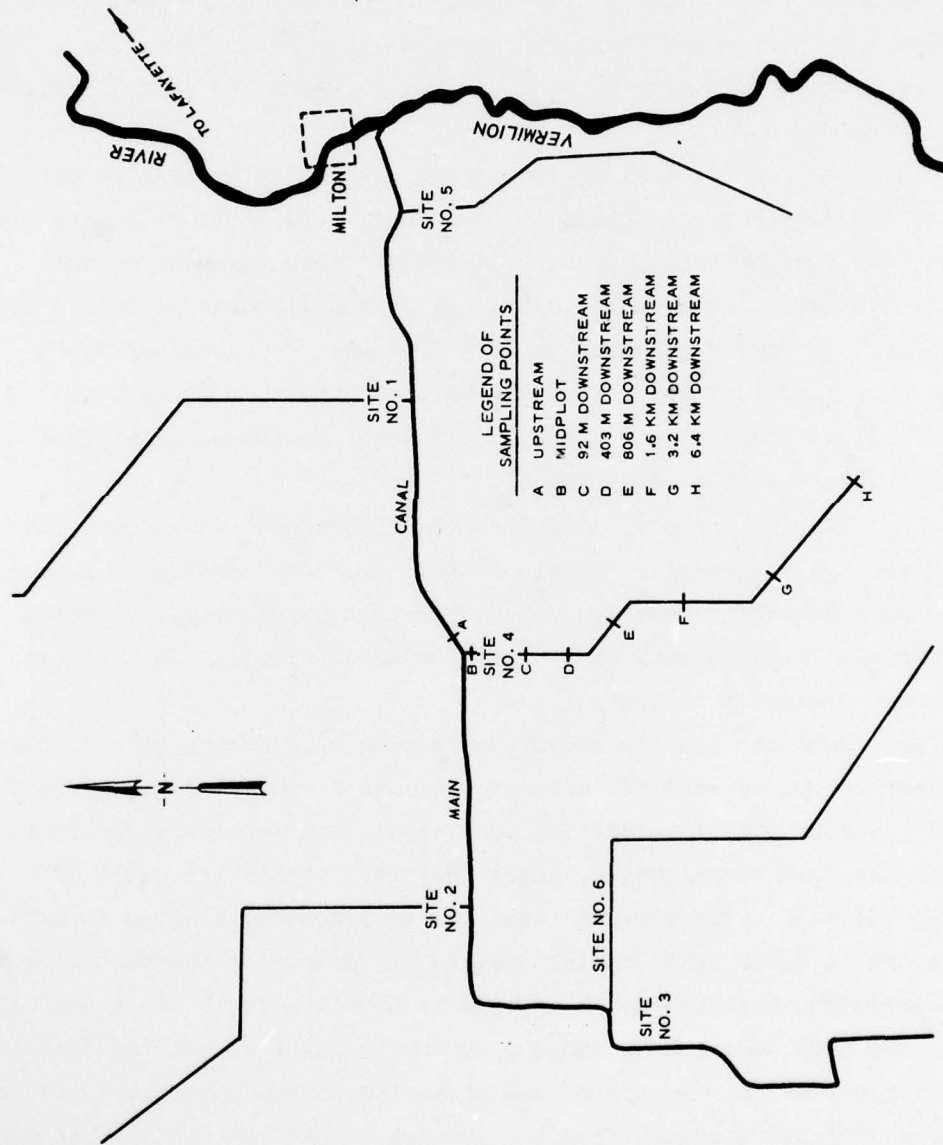 TO LAFAYETTE
RIVER
MILTON
VERMILION
SITE
NO. 5
SITE
NO. 1
CANAL
LEGEND OF
SAMPLING POINTS
A UPSTREAM
B MIDPLOT
C 92 M DOWNSTREAM
D 403 M DOWNSTREAM
E 806 M DOWNSTREAM
F 1.6 KM DOWNSTREAM
G 3.2 KM DOWNSTREAM
H 6.4 KM DOWNSTREAM
A
B
SITE
NO. 4
C
D
E
F
G
H
-N-
MAIN
SITE
NO. 2
SITE NO. 6
SITE
NO. 3